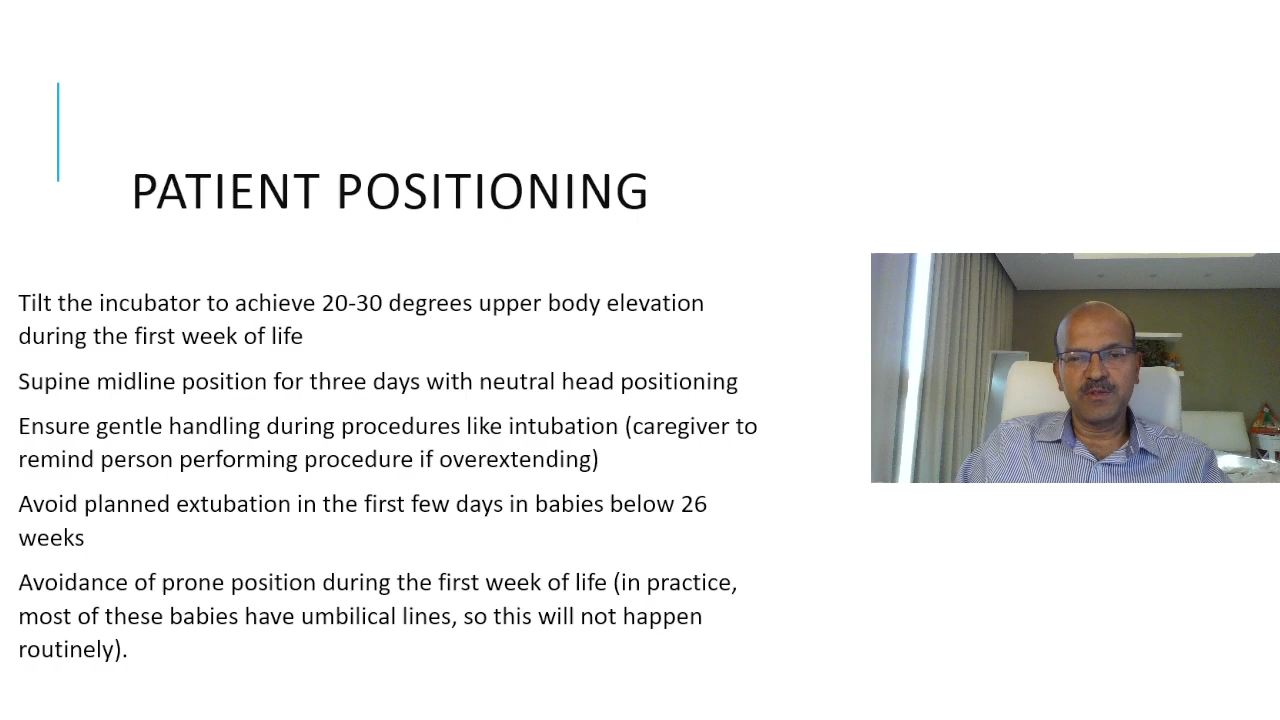 PATIENT POSITIONING
Tilt the incubator to achieve 20-30 degrees upper body elevation
during the first week of life
Supine midline position for three days with neutral head positioning
Ensure gentle handling during procedures like intubation (caregiver to
remind person performing procedure if overextending)
Avoid planned extubation in the first few days in babies below 26
weeks
Avoidance of prone position during the first week of life (in practice,
most of these babies have umbilical lines, so this will not happen
routinely).